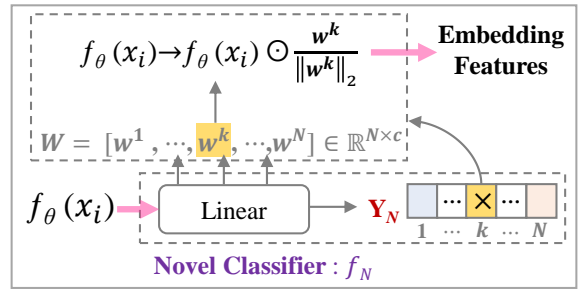 f_θ(x_i) → f_θ(x_i) ⊙ w^k / ‖w^k‖_2
Embedding
Features
W = [w^1 , ⋯, w^k, ⋯, w^N] ∈ ℝ^{N×c}
f_θ(x_i)
Linear
Y_N
⋯ × ⋯
1 ⋯ k ⋯ N
Novel Classifier : f_N